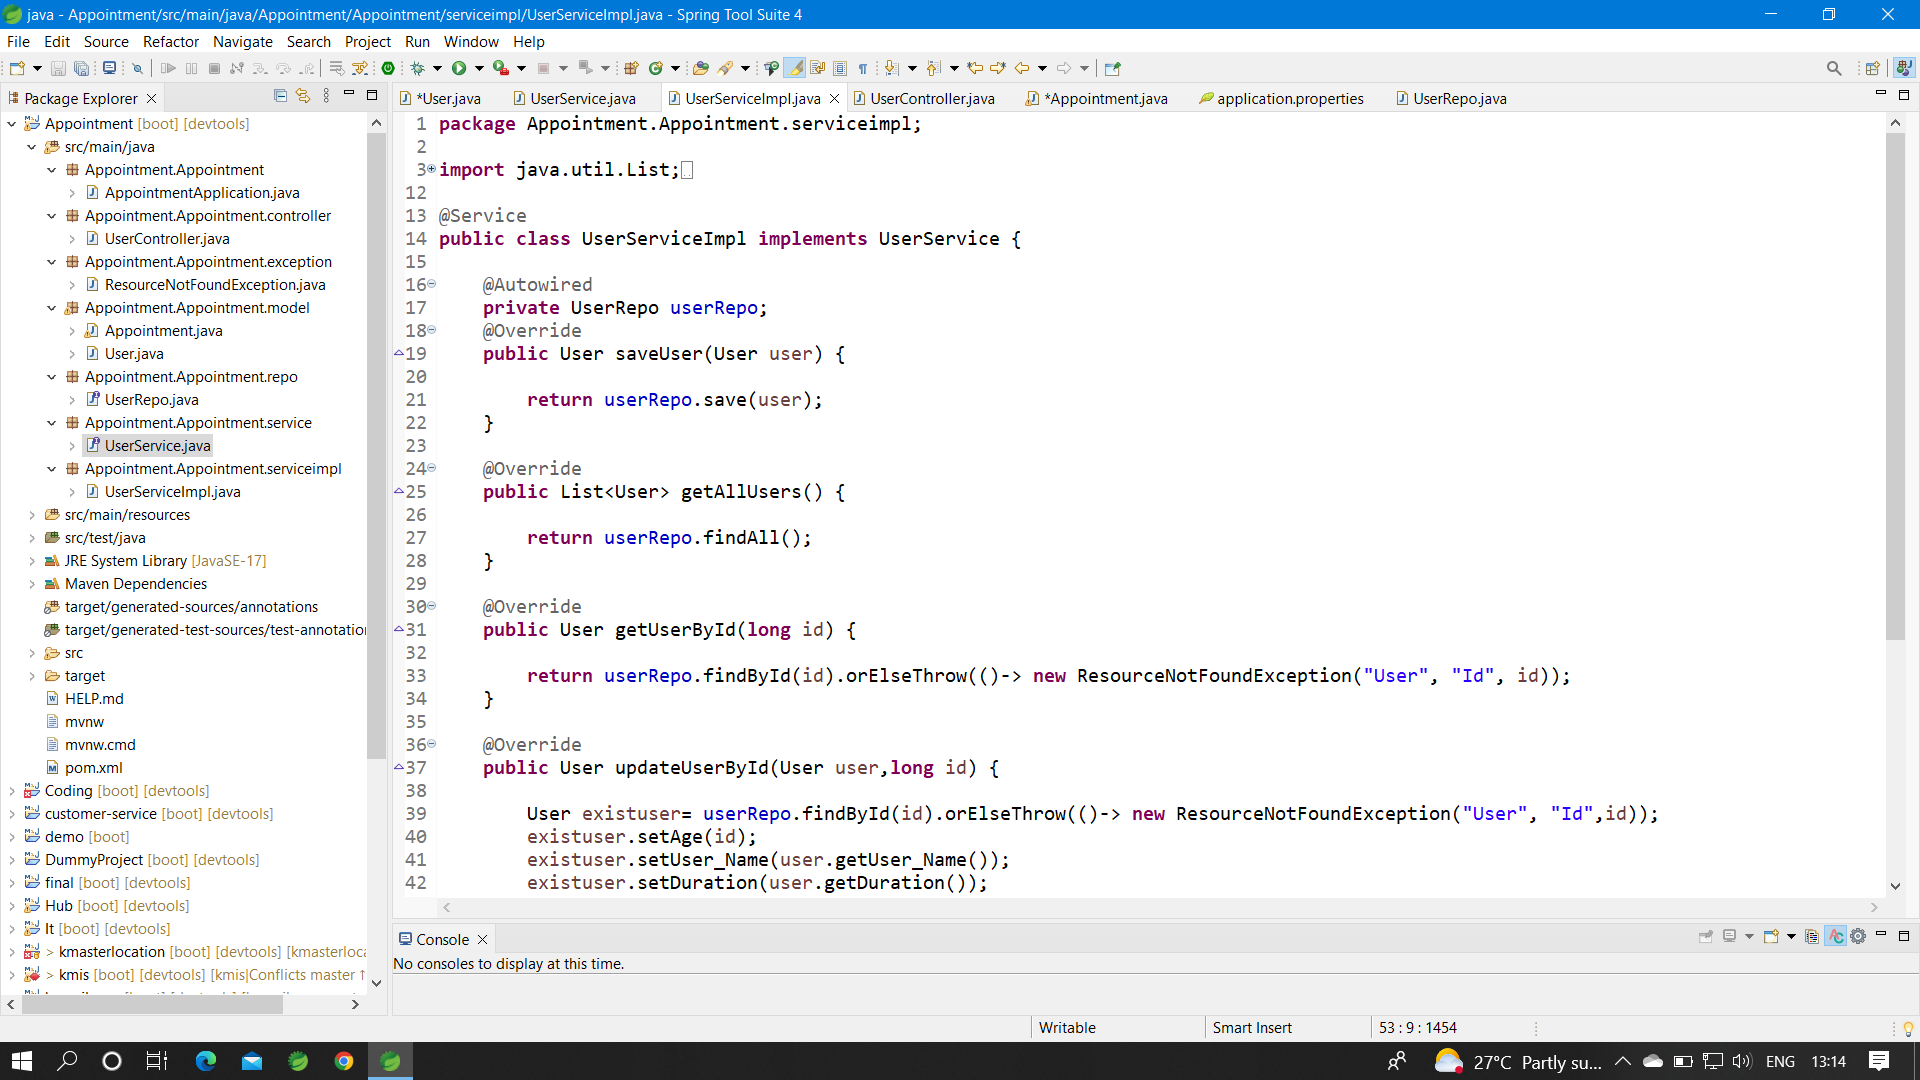 java - Appointment/src/main/java/Appointment/Appointment/serviceimpl/UserServiceImpl.java - Spring Tool Suite 4
File Edit Source Refactor Navigate Search Project Run Window Help
Package Explorer
*User.java UserService.java UserServiceImpl.java UserController.java *Appointment.java application.properties UserRepo.java
Appointment [boot] [devtools]
src/main/java
Appointment.Appointment
AppointmentApplication.java
Appointment.Appointment.controller
UserController.java
Appointment.Appointment.exception
ResourceNotFoundException.java
Appointment.Appointment.model
Appointment.java
User.java
Appointment.Appointment.repo
UserRepo.java
Appointment.Appointment.service
UserService.java
Appointment.Appointment.serviceimpl
UserServiceImpl.java
src/main/resources
src/test/java
JRE System Library [JavaSE-17]
Maven Dependencies
target/generated-sources/annotations
target/generated-test-sources/test-annotatio
src
target
HELP.md
mvnw
mvnw.cmd
pom.xml
Coding [boot] [devtools]
customer-service [boot] [devtools]
demo [boot]
DummyProject [boot] [devtools]
final [boot] [devtools]
Hub [boot] [devtools]
It [boot] [devtools]
> kmasterlocation [boot] [devtools] [kmasterloca
> kmis [boot] [devtools] [kmis|Conflicts master ↑
1 package Appointment.Appointment.serviceimpl;
2
3 import java.util.List;
12
13 @Service
14 public class UserServiceImpl implements UserService {
15
16 @Autowired
17 private UserRepo userRepo;
18 @Override
19 public User saveUser(User user) {
20
21 return userRepo.save(user);
22 }
23
24 @Override
25 public List<User> getAllUsers() {
26
27 return userRepo.findAll();
28 }
29
30 @Override
31 public User getUserById(long id) {
32
33 return userRepo.findById(id).orElseThrow(()-> new ResourceNotFoundException("User", "Id", id));
34 }
35
36 @Override
37 public User updateUserById(User user,long id) {
38
39 User existuser= userRepo.findById(id).orElseThrow(()-> new ResourceNotFoundException("User", "Id",id));
40 existuser.setAge(id);
41 existuser.setUser_Name(user.getUser_Name());
42 existuser.setDuration(user.getDuration());
Console
No consoles to display at this time.
Writable Smart Insert 53 : 9 : 1454
27°C Partly su... ENG 13:14